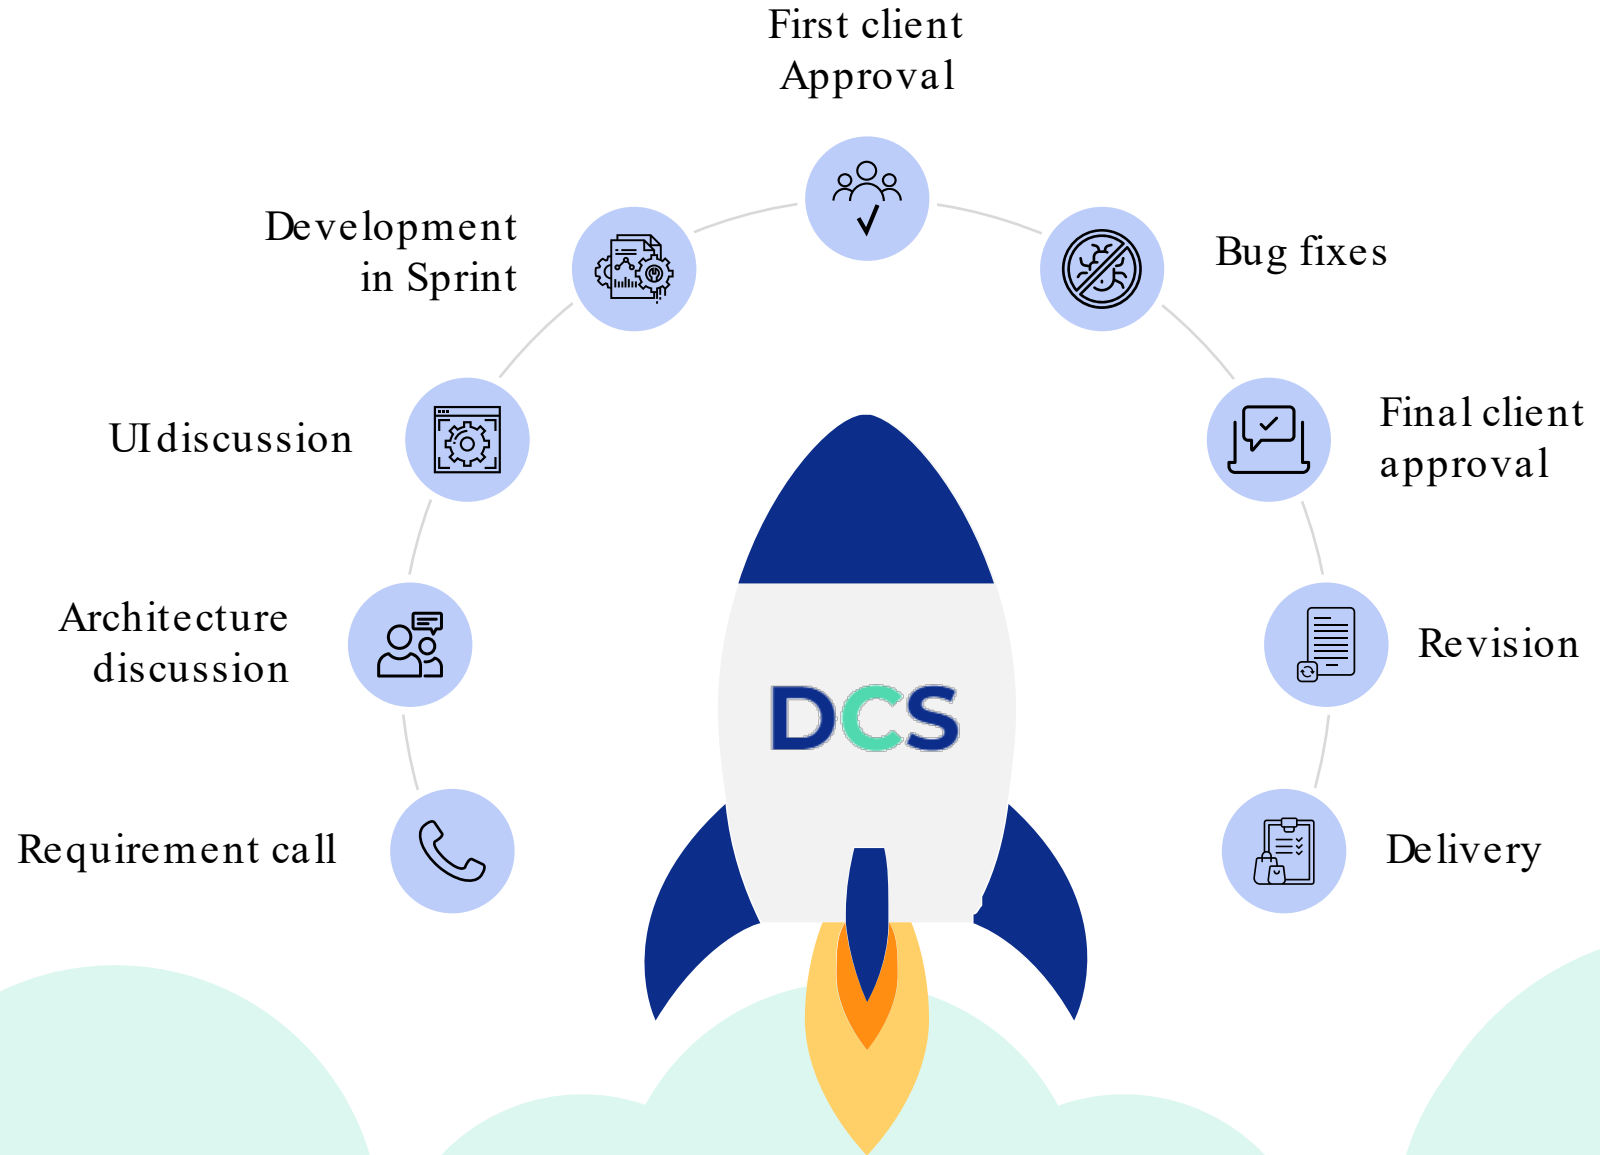 First client
Approval
Development
in Sprint
Bug fixes
UI discussion
Final client
approval
Architecture
discussion
Revision
DCS
Requirement call
Delivery